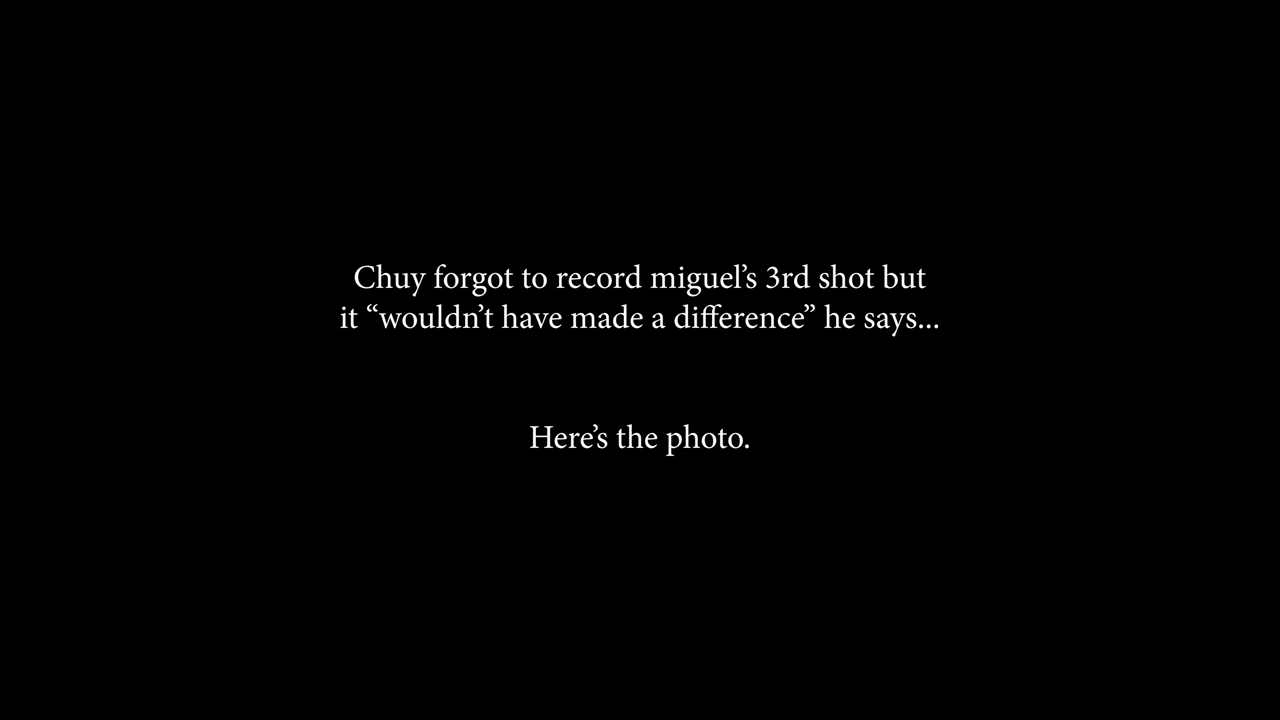 Chuy forgot to record miguel’s 3rd shot but
it “wouldn’t have made a difference” he says...
Here’s the photo.